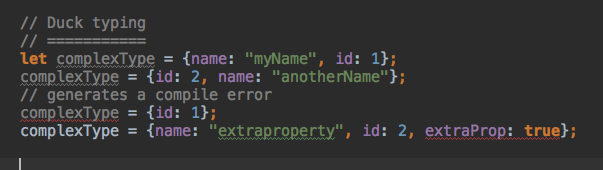 // Duck typing
// ===========
let complexType = {name: "myName", id: 1};
complexType = {id: 2, name: "anotherName"};
// generates a compile error
complexType = {id: 1};
complexType = {name: "extraproperty", id: 2, extraProp: true};